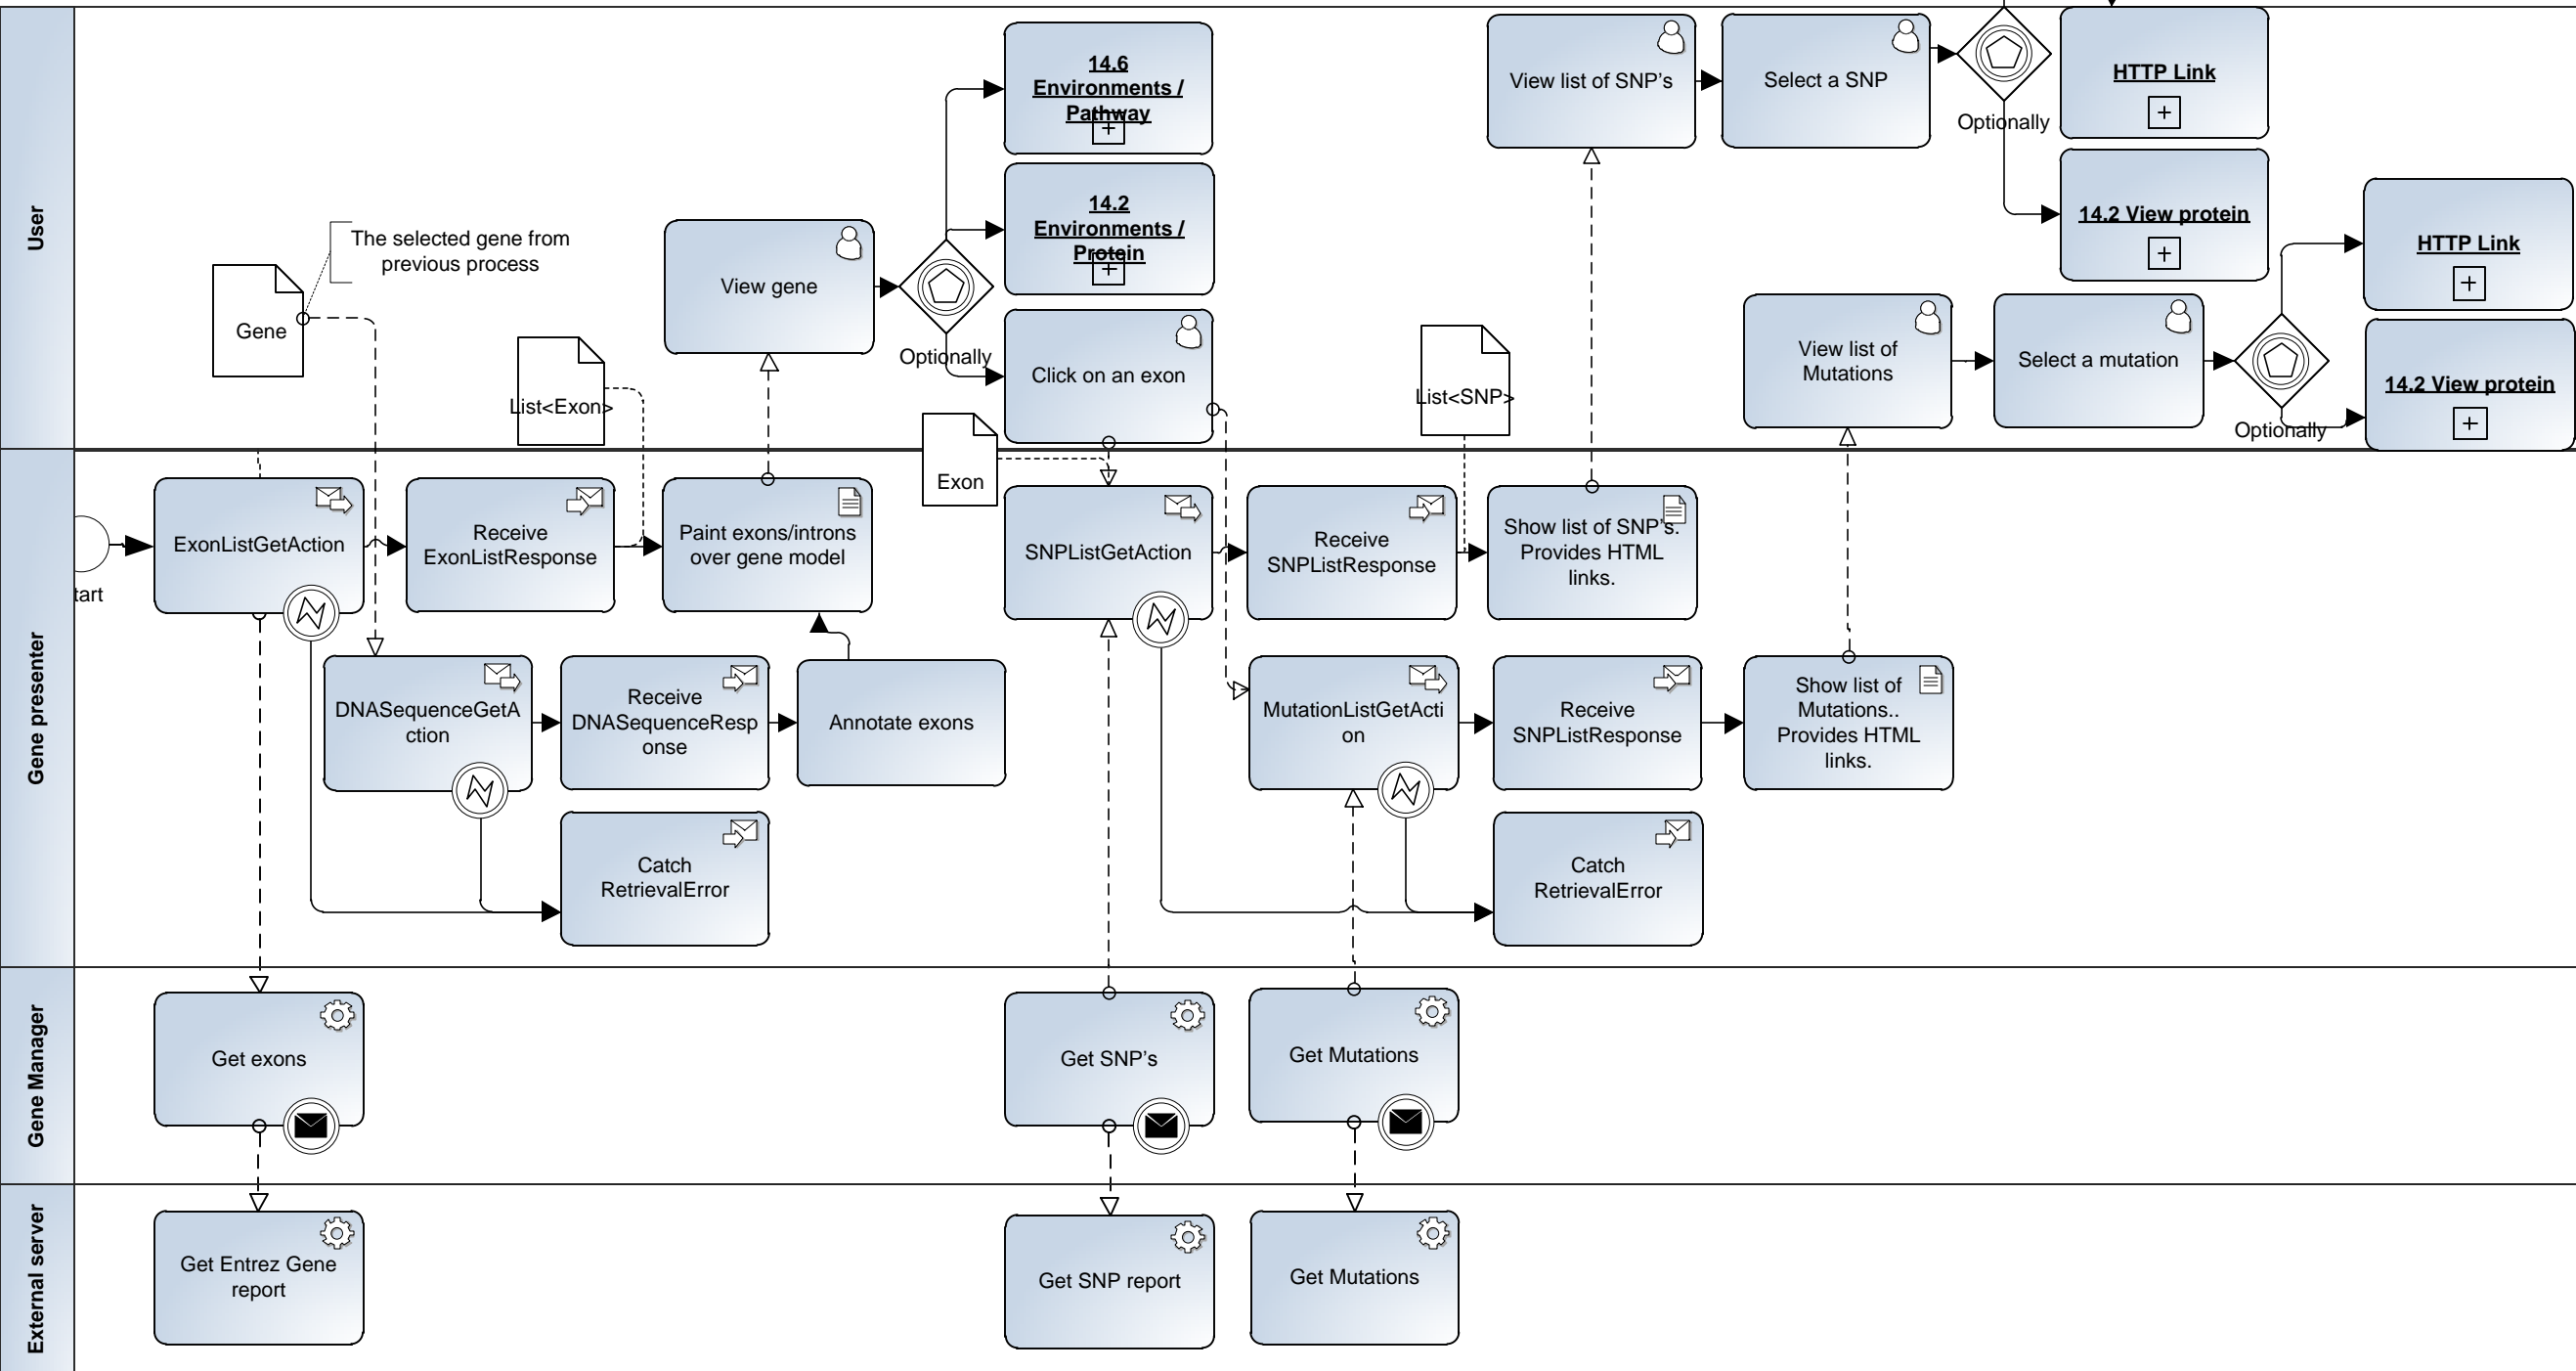 User
14.6
Environments /
Pathway
14.2
Environments /
Protein
View list of SNP's
Select a SNP
Optionally
HTTP Link
14.2 View protein
HTTP Link
14.2 View protein
The selected gene from
previous process
Gene
View gene
Optionally
Click on an exon
List<Exon>
List<SNP>
View list of
Mutations
Select a mutation
Optionally
Exon
Gene presenter
tart
ExonListGetAction
Receive
ExonListResponse
Paint exons/introns
over gene model
SNPListGetAction
Receive
SNPListResponse
Show list of SNP's.
Provides HTML
links.
DNASequenceGetA
ction
Receive
DNASequenceResp
onse
Annotate exons
MutationListGetActi
on
Receive
SNPListResponse
Show list of
Mutations..
Provides HTML
links.
Catch
RetrievalError
Catch
RetrievalError
Gene Manager
Get exons
Get SNP's
Get Mutations
External server
Get Entrez Gene
report
Get SNP report
Get Mutations